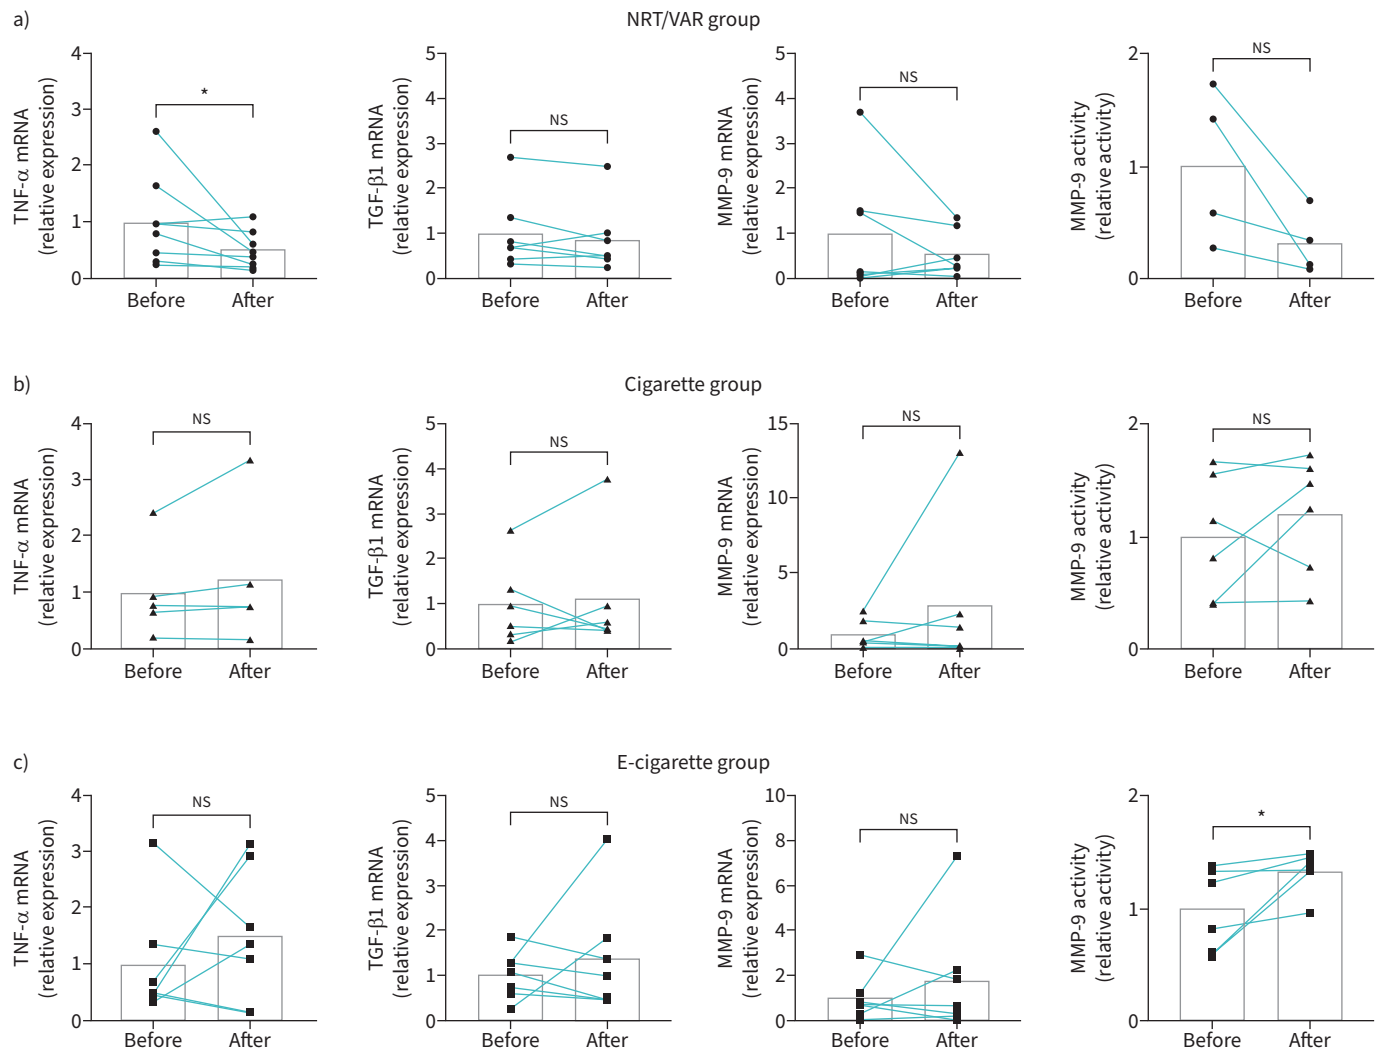 a)
NRT/VAR group
TNF-α mRNA
(relative expression)
4
3
2
1
0
*
Before
After
TGF-β1 mRNA
(relative expression)
5
4
3
2
1
0
NS
Before
After
MMP-9 mRNA
(relative expression)
5
4
3
2
1
0
NS
Before
After
MMP-9 activity
(relative activity)
2
1
0
NS
Before
After
b)
Cigarette group
TNF-α mRNA
(relative expression)
4
3
2
1
0
NS
Before
After
TGF-β1 mRNA
(relative expression)
5
4
3
2
1
0
NS
Before
After
MMP-9 mRNA
(relative expression)
15
10
5
0
NS
Before
After
MMP-9 activity
(relative activity)
2
1
0
NS
Before
After
c)
E-cigarette group
TNF-α mRNA
(relative expression)
4
3
2
1
0
NS
Before
After
TGF-β1 mRNA
(relative expression)
5
4
3
2
1
0
NS
Before
After
MMP-9 mRNA
(relative expression)
10
8
6
4
2
0
NS
Before
After
MMP-9 activity
(relative activity)
2
1
0
*
Before
After